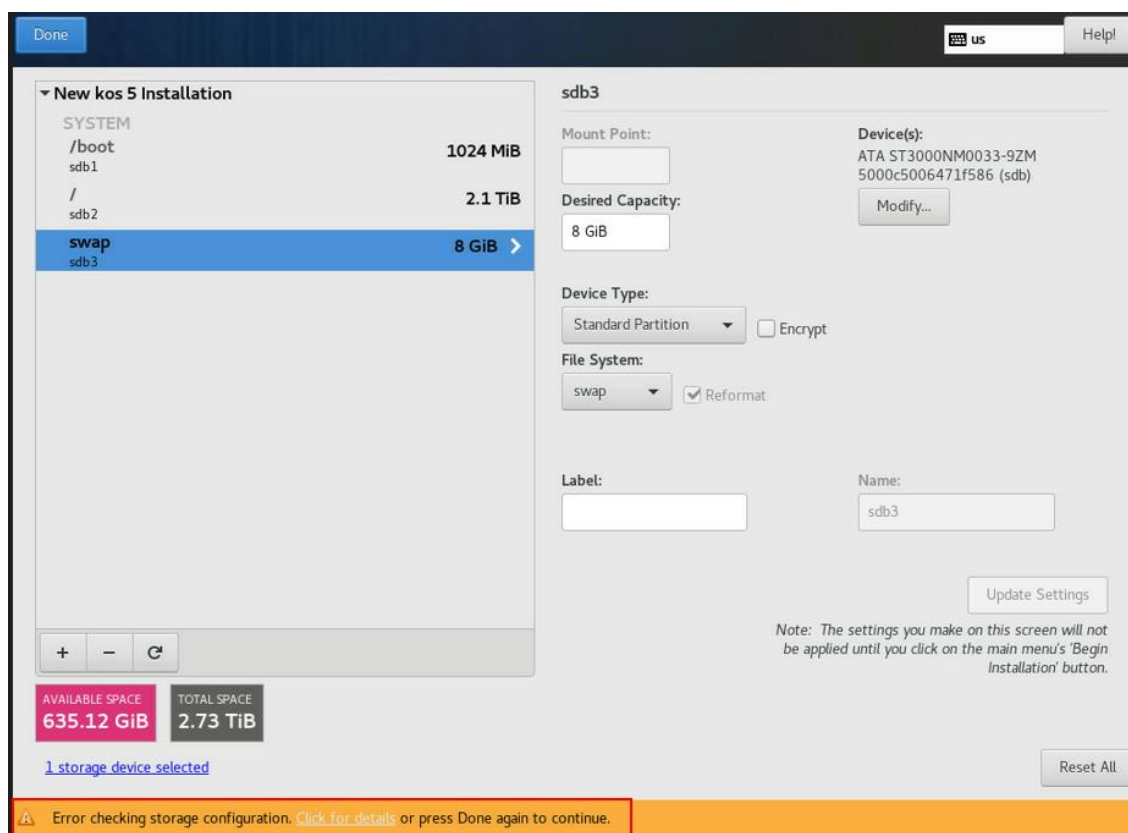 Done
us
Help!
New kos 5 Installation
SYSTEM
/boot
1024 MiB
sdb1
/
2.1 TiB
sdb2
swap
8 GiB
sdb3
sdb3
Mount Point:
Device(s):
ATA ST3000NM0033-9ZM
5000c5006471f586 (sdb)
Desired Capacity:
Modify...
8 GiB
Device Type:
Standard Partition
Encrypt
File System:
swap
Reformat
Label:
Name:
sdb3
Update Settings
Note: The settings you make on this screen will not
be applied until you click on the main menu's 'Begin
Installation' button.
AVAILABLE SPACE
635.12 GiB
TOTAL SPACE
2.73 TiB
1 storage device selected
Reset All
Error checking storage configuration. Click for details or press Done again to continue.